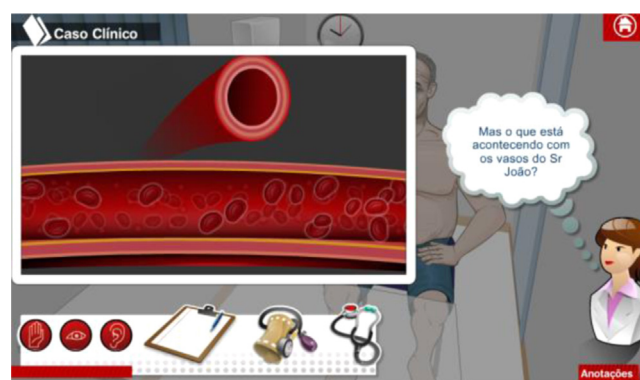 Caso Clínico
Mas o que está
acontecendo com
os vasos do Sr
João?
Anotações